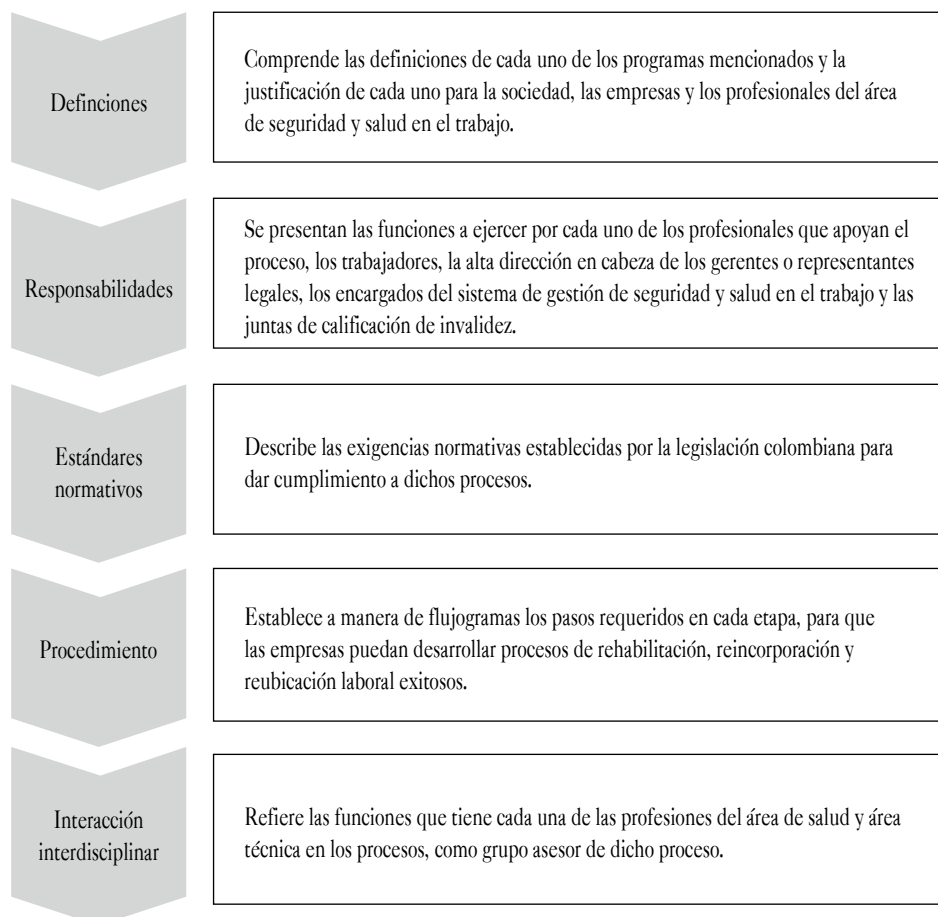 Definciones
Comprende las definiciones de cada uno de los programas mencionados y la
justificación de cada uno para la sociedad, las empresas y los profesionales del área
de seguridad y salud en el trabajo.
Responsabilidades
Se presentan las funciones a ejercer por cada uno de los profesionales que apoyan el
proceso, los trabajadores, la alta dirección en cabeza de los gerentes o representantes
legales, los encargados del sistema de gestión de seguridad y salud en el trabajo y las
juntas de calificación de invalidez.
Estándares
normativos
Describe las exigencias normativas establecidas por la legislación colombiana para
dar cumplimiento a dichos procesos.
Procedimiento
Establece a manera de flujogramas los pasos requeridos en cada etapa, para que
las empresas puedan desarrollar procesos de rehabilitación, reincorporación y
reubicación laboral exitosos.
Interacción
interdisciplinar
Refiere las funciones que tiene cada una de las profesiones del área de salud y área
técnica en los procesos, como grupo asesor de dicho proceso.